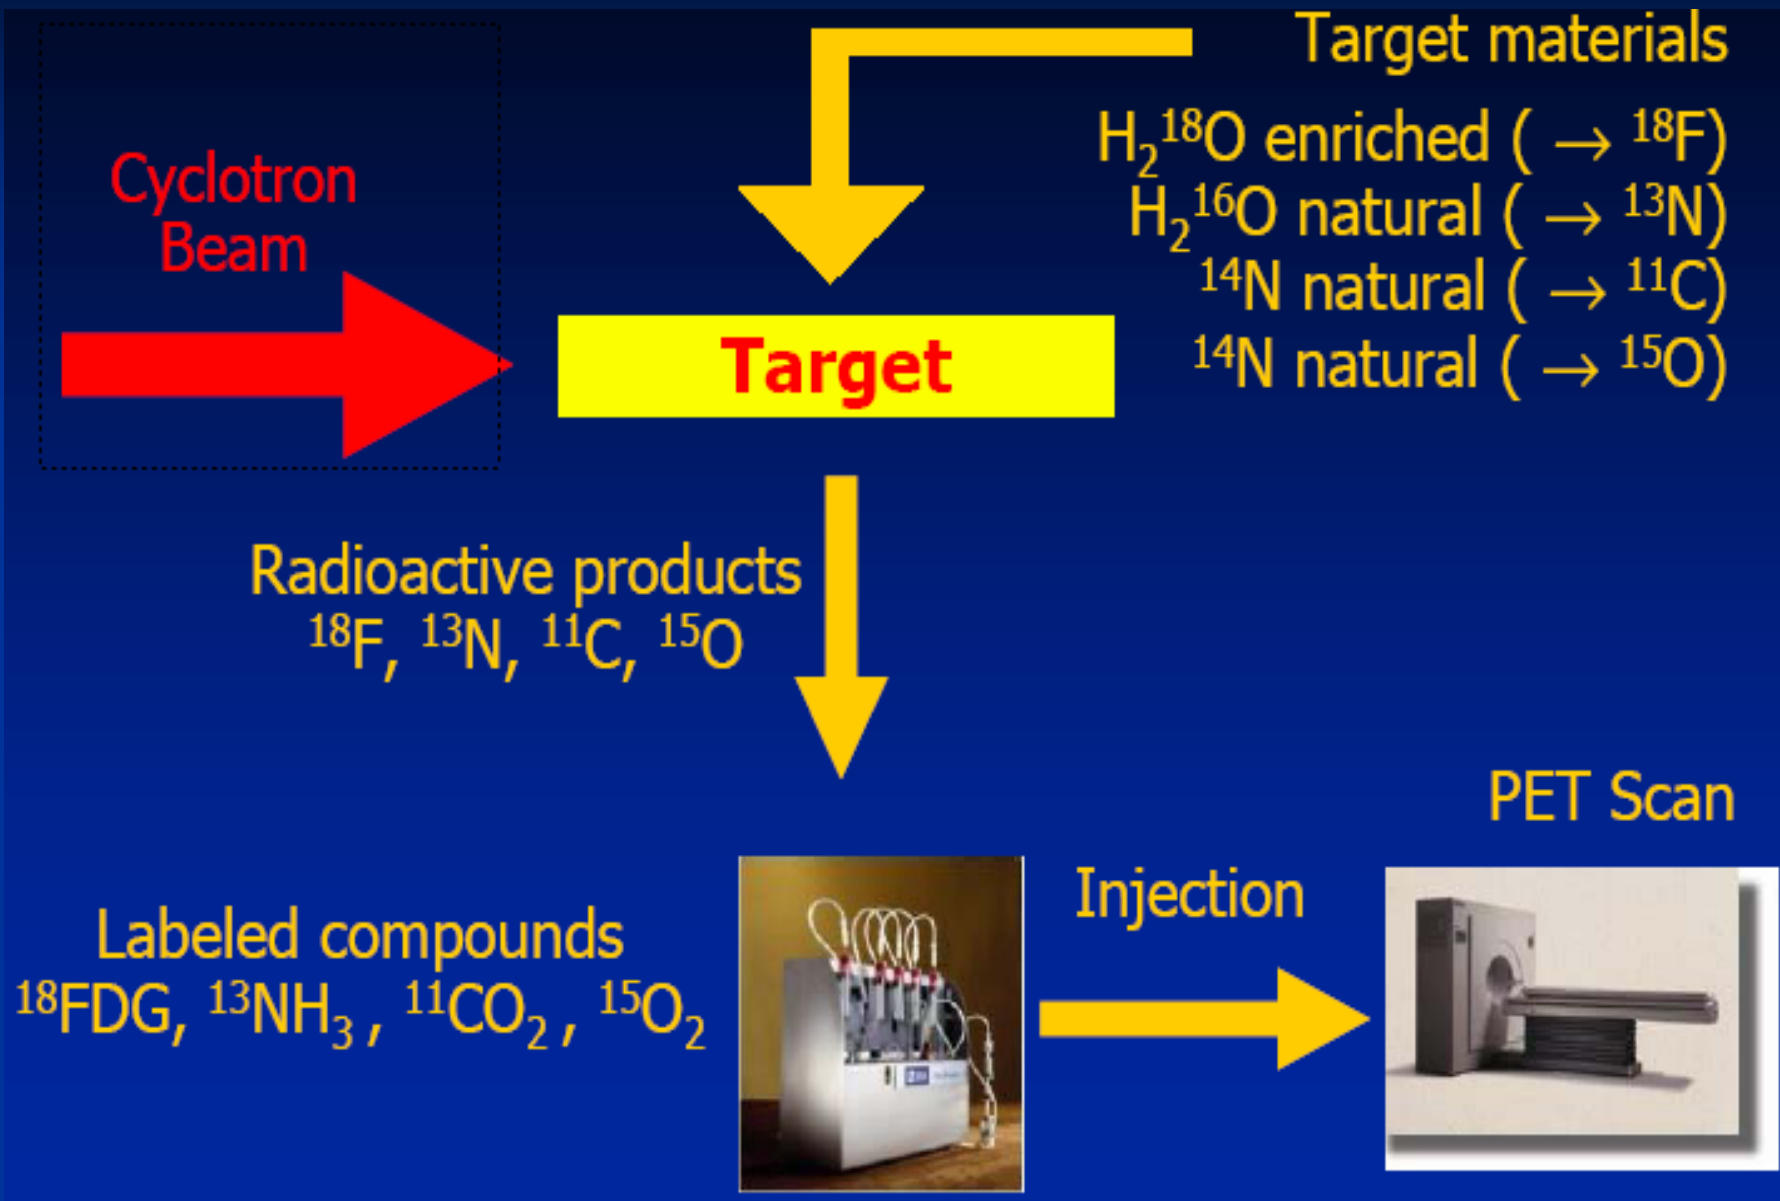 Target materials
H₂¹⁸O enriched ( → ¹⁸F)
H₂¹⁶O natural ( → ¹³N)
¹⁴N natural ( → ¹¹C)
¹⁴N natural ( → ¹⁵O)
Cyclotron
Beam
Target
Radioactive products
¹⁸F, ¹³N, ¹¹C, ¹⁵O
PET Scan
Injection
Labeled compounds
¹⁸FDG, ¹³NH₃ , ¹¹CO₂ , ¹⁵O₂